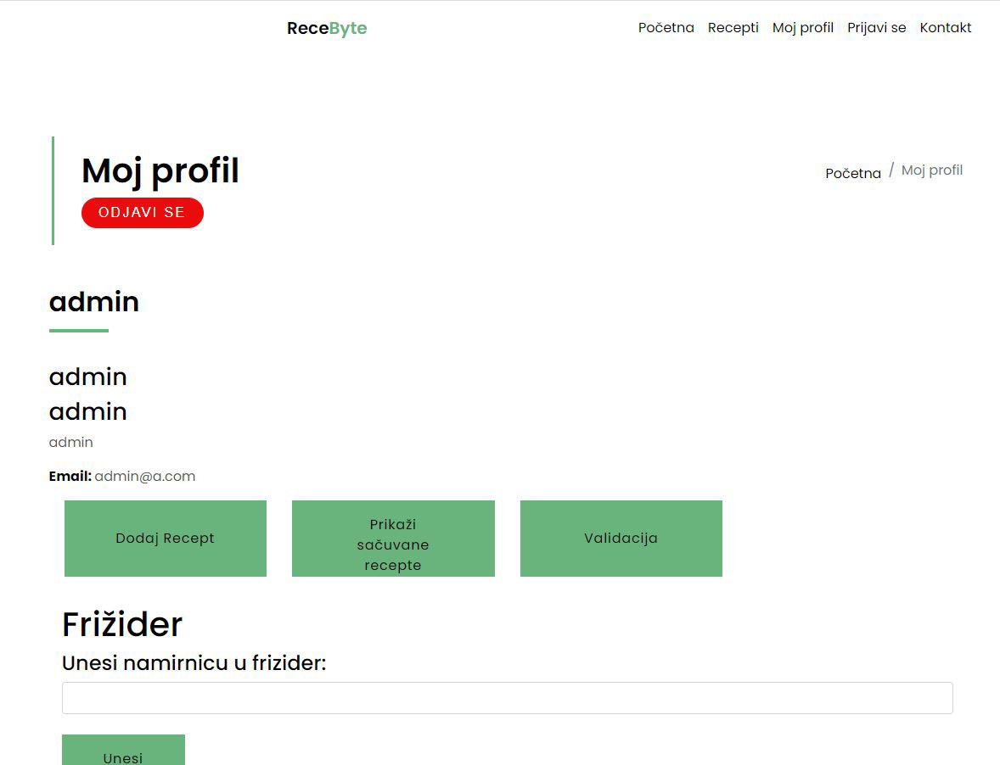 ReceByte
Početna Recepti Moj profil Prijavi se Kontakt
Moj profil
Početna / Moj profil
ODJAVI SE
admin
admin
admin
admin
Email: admin@a.com
Dodaj Recept
Prikaži
sačuvane
recepte
Validacija
Frižider
Unesi namirnicu u frizider:
Unesi